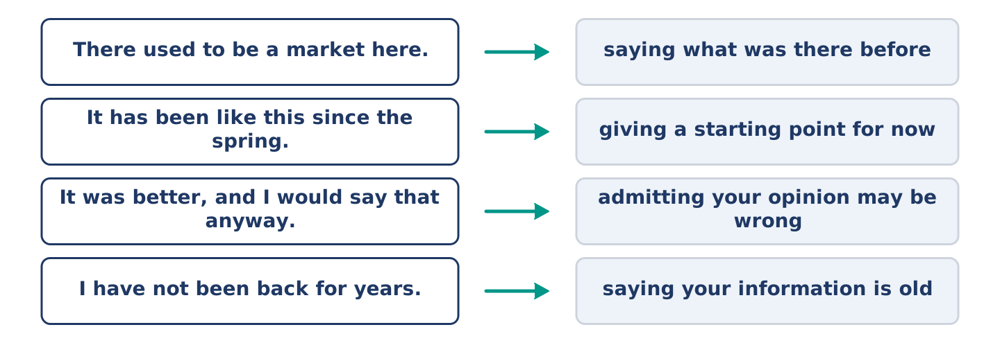 There used to be a market here.
saying what was there before
It has been like this since the
spring.
giving a starting point for now
It was better, and I would say that
anyway.
admitting your opinion may be
wrong
I have not been back for years.
saying your information is old